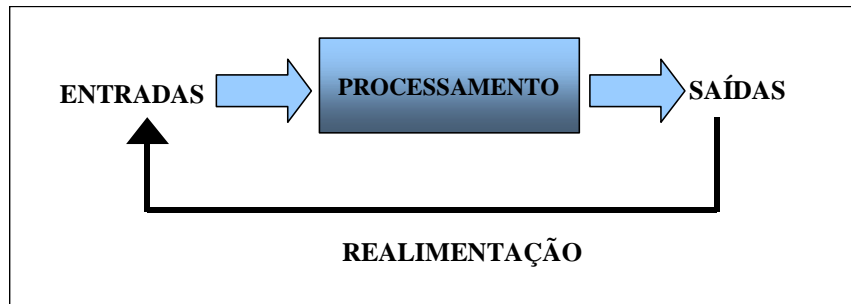 ENTRADAS
PROCESSAMENTO
SAÍDAS
REALIMENTAÇÃO